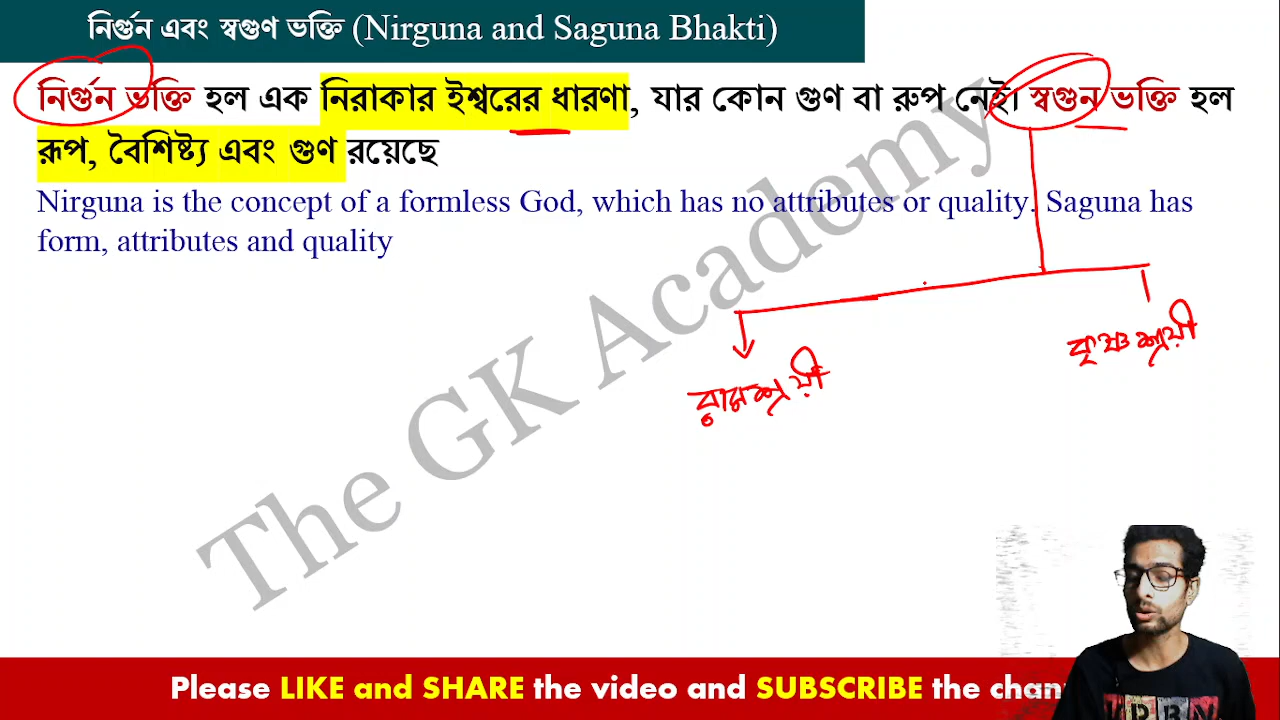 নির্গুন এবং স্বগুণ ভক্তি (Nirguna and Saguna Bhakti)
নির্গুন ভক্তি হল এক নিরাকার ইশ্বরের ধারণা, যার কোন গুণ বা রুপ নেই। স্বগুন ভক্তি হল
রূপ, বৈশিষ্ট্য এবং গুণ রয়েছে
Nirguna is the concept of a formless God, which has no attributes or quality. Saguna has
form, attributes and quality
কৃষ্ণশ্রয়ী
রামশ্রয়ী
The GK Academy
Please LIKE and SHARE the video and SUBSCRIBE the